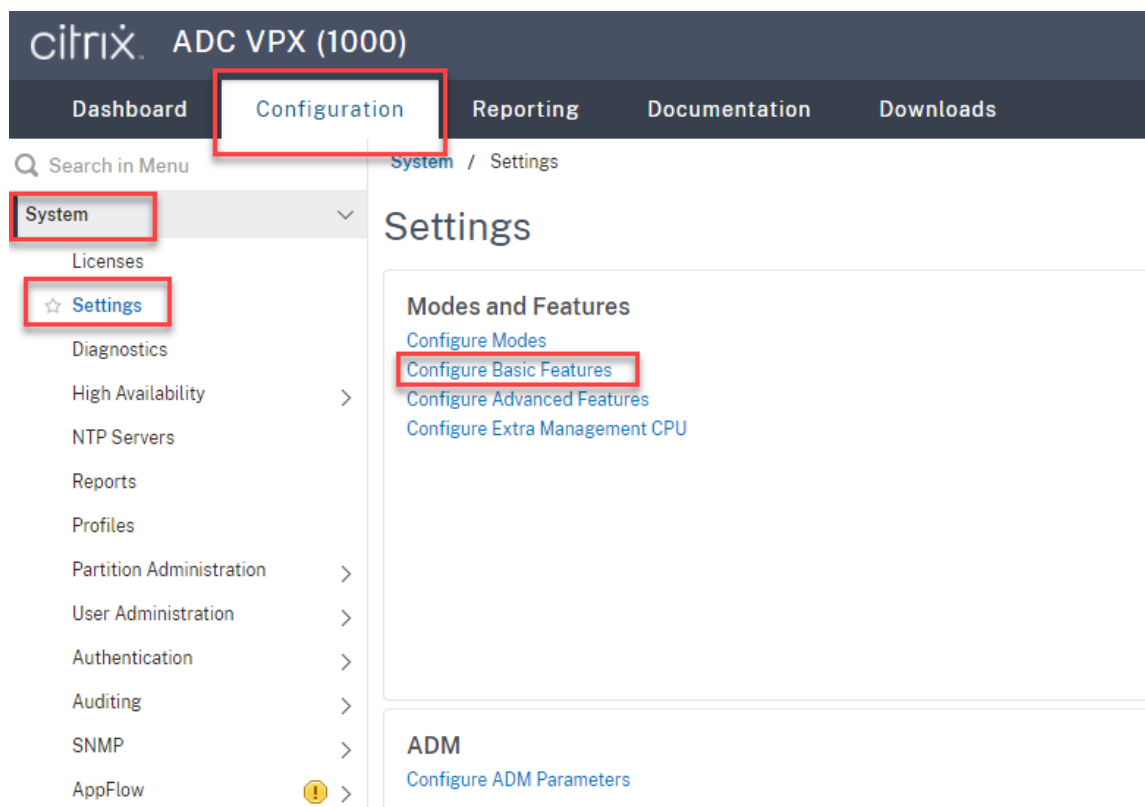 citrix. ADC VPX (1000)
Dashboard Configuration Reporting Documentation Downloads
Search in Menu
System
Licenses
Settings
Diagnostics
High Availability
NTP Servers
Reports
Profiles
Partition Administration
User Administration
Authentication
Auditing
SNMP
AppFlow
System / Settings
Settings
Modes and Features
Configure Modes
Configure Basic Features
Configure Advanced Features
Configure Extra Management CPU
ADM
Configure ADM Parameters